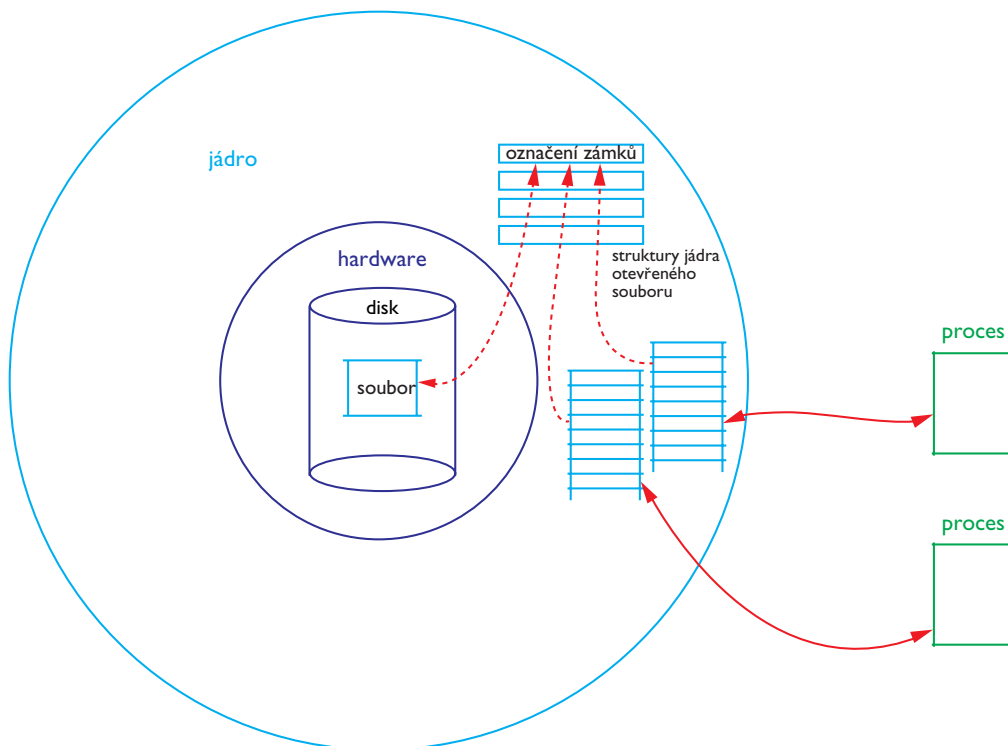 jádro
označení zámků
hardware
struktury jádra
otevřeného
souboru
disk
soubor
proces
proces